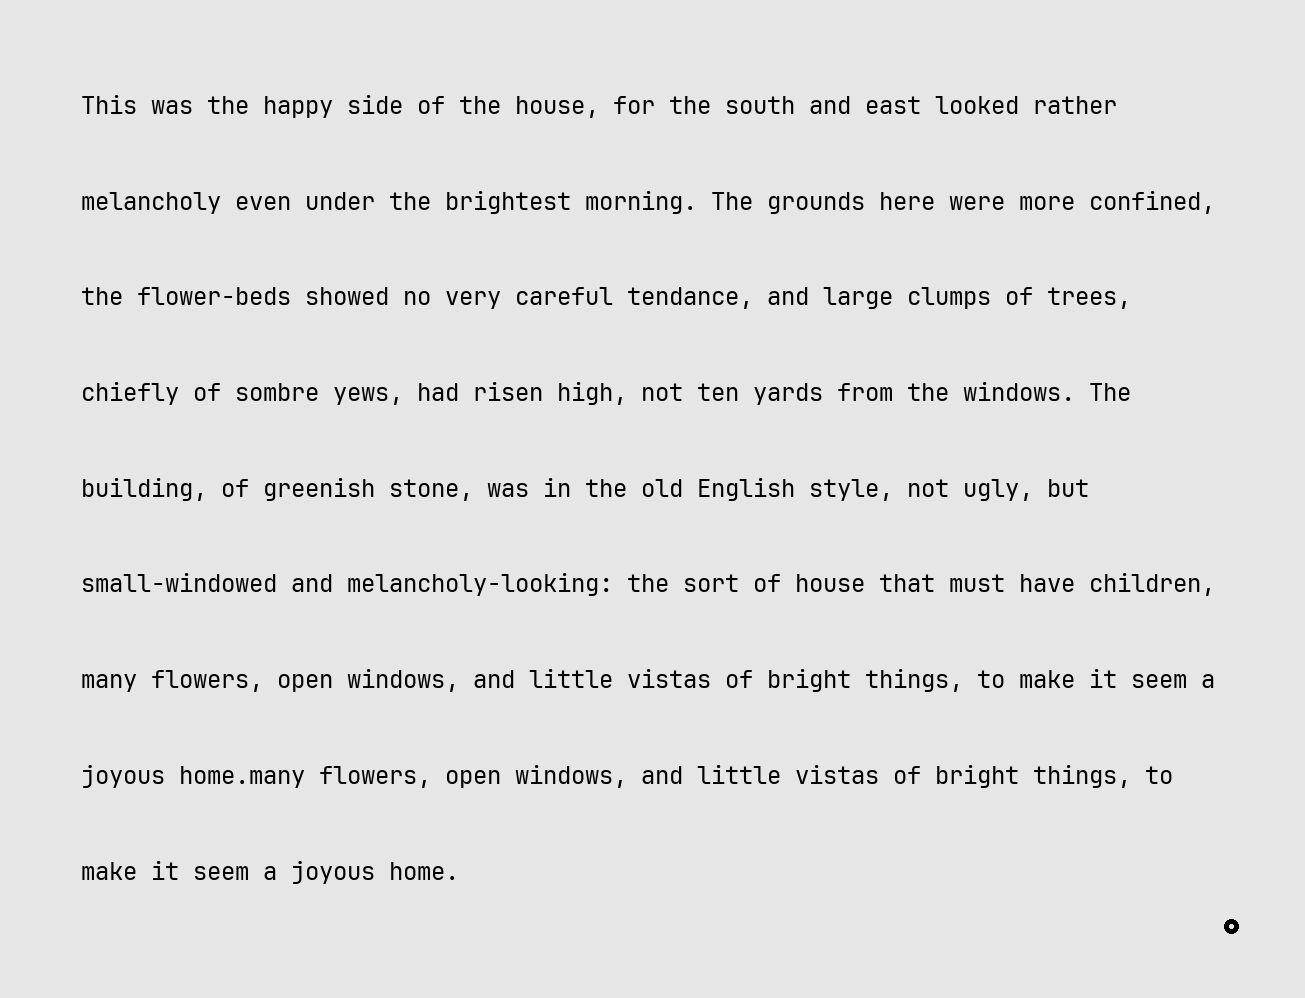 This was the happy side of the house, for the south and east looked rather
melancholy even under the brightest morning. The grounds here were more confined,
the flower-beds showed no very careful tendance, and large clumps of trees,
chiefly of sombre yews, had risen high, not ten yards from the windows. The
building, of greenish stone, was in the old English style, not ugly, but
small-windowed and melancholy-looking: the sort of house that must have children,
many flowers, open windows, and little vistas of bright things, to make it seem a
joyous home.many flowers, open windows, and little vistas of bright things, to
make it seem a joyous home.